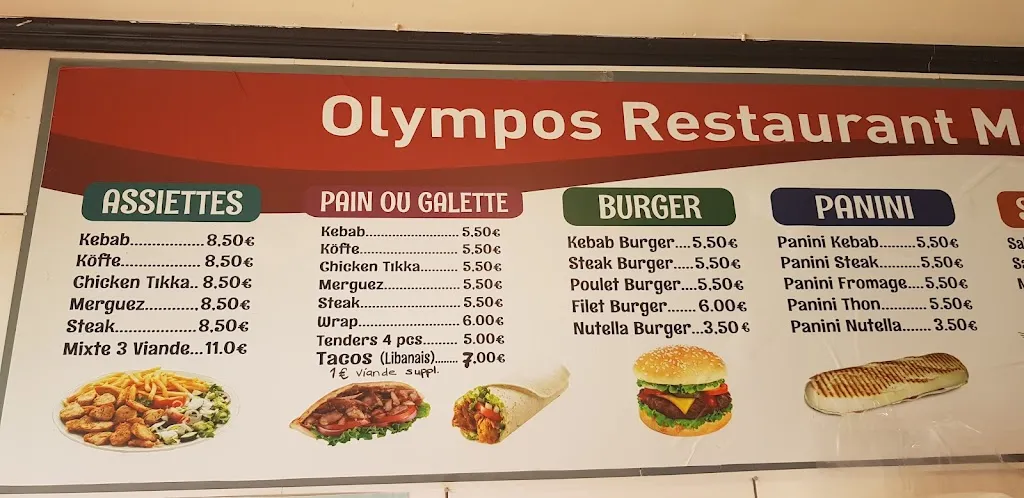 Olympos Restaurant M
ASSIETTES
Kebab.....................8,50€
Köfte......................8,50€
Chicken Tıkka.. 8,50€
Merguez..........,8,50€
Steak..................8,50€
Mixte 3 Viande...11.0€
PAIN OU GALETTE
Kebab........................ 5.50€
Köfte.......................... 5.50€
Chicken Tıkka......... 5.50€
Merguez................... 5.50€
Steak......................... 5.50€
Wrap.......................... 6.00€
Tenders 4 pcs......... 5.00€
Tacos (Libanais)....... 7,00€
1€ viande suppl.
BURGER
Kebab Burger....5,50€
Steak Burger.....5,50€
Poulet Burger....5,50€
Filet Burger....... 6.00€
Nutella Burger...3.50€
PANINI
Panini Kebab.........5,50€
Panini Steak..........5,50€
Panini Fromage....5,50€
Panini Thon............ 5.50€
Panini Nutella....... 3.50€
S
Sa
Sa
M